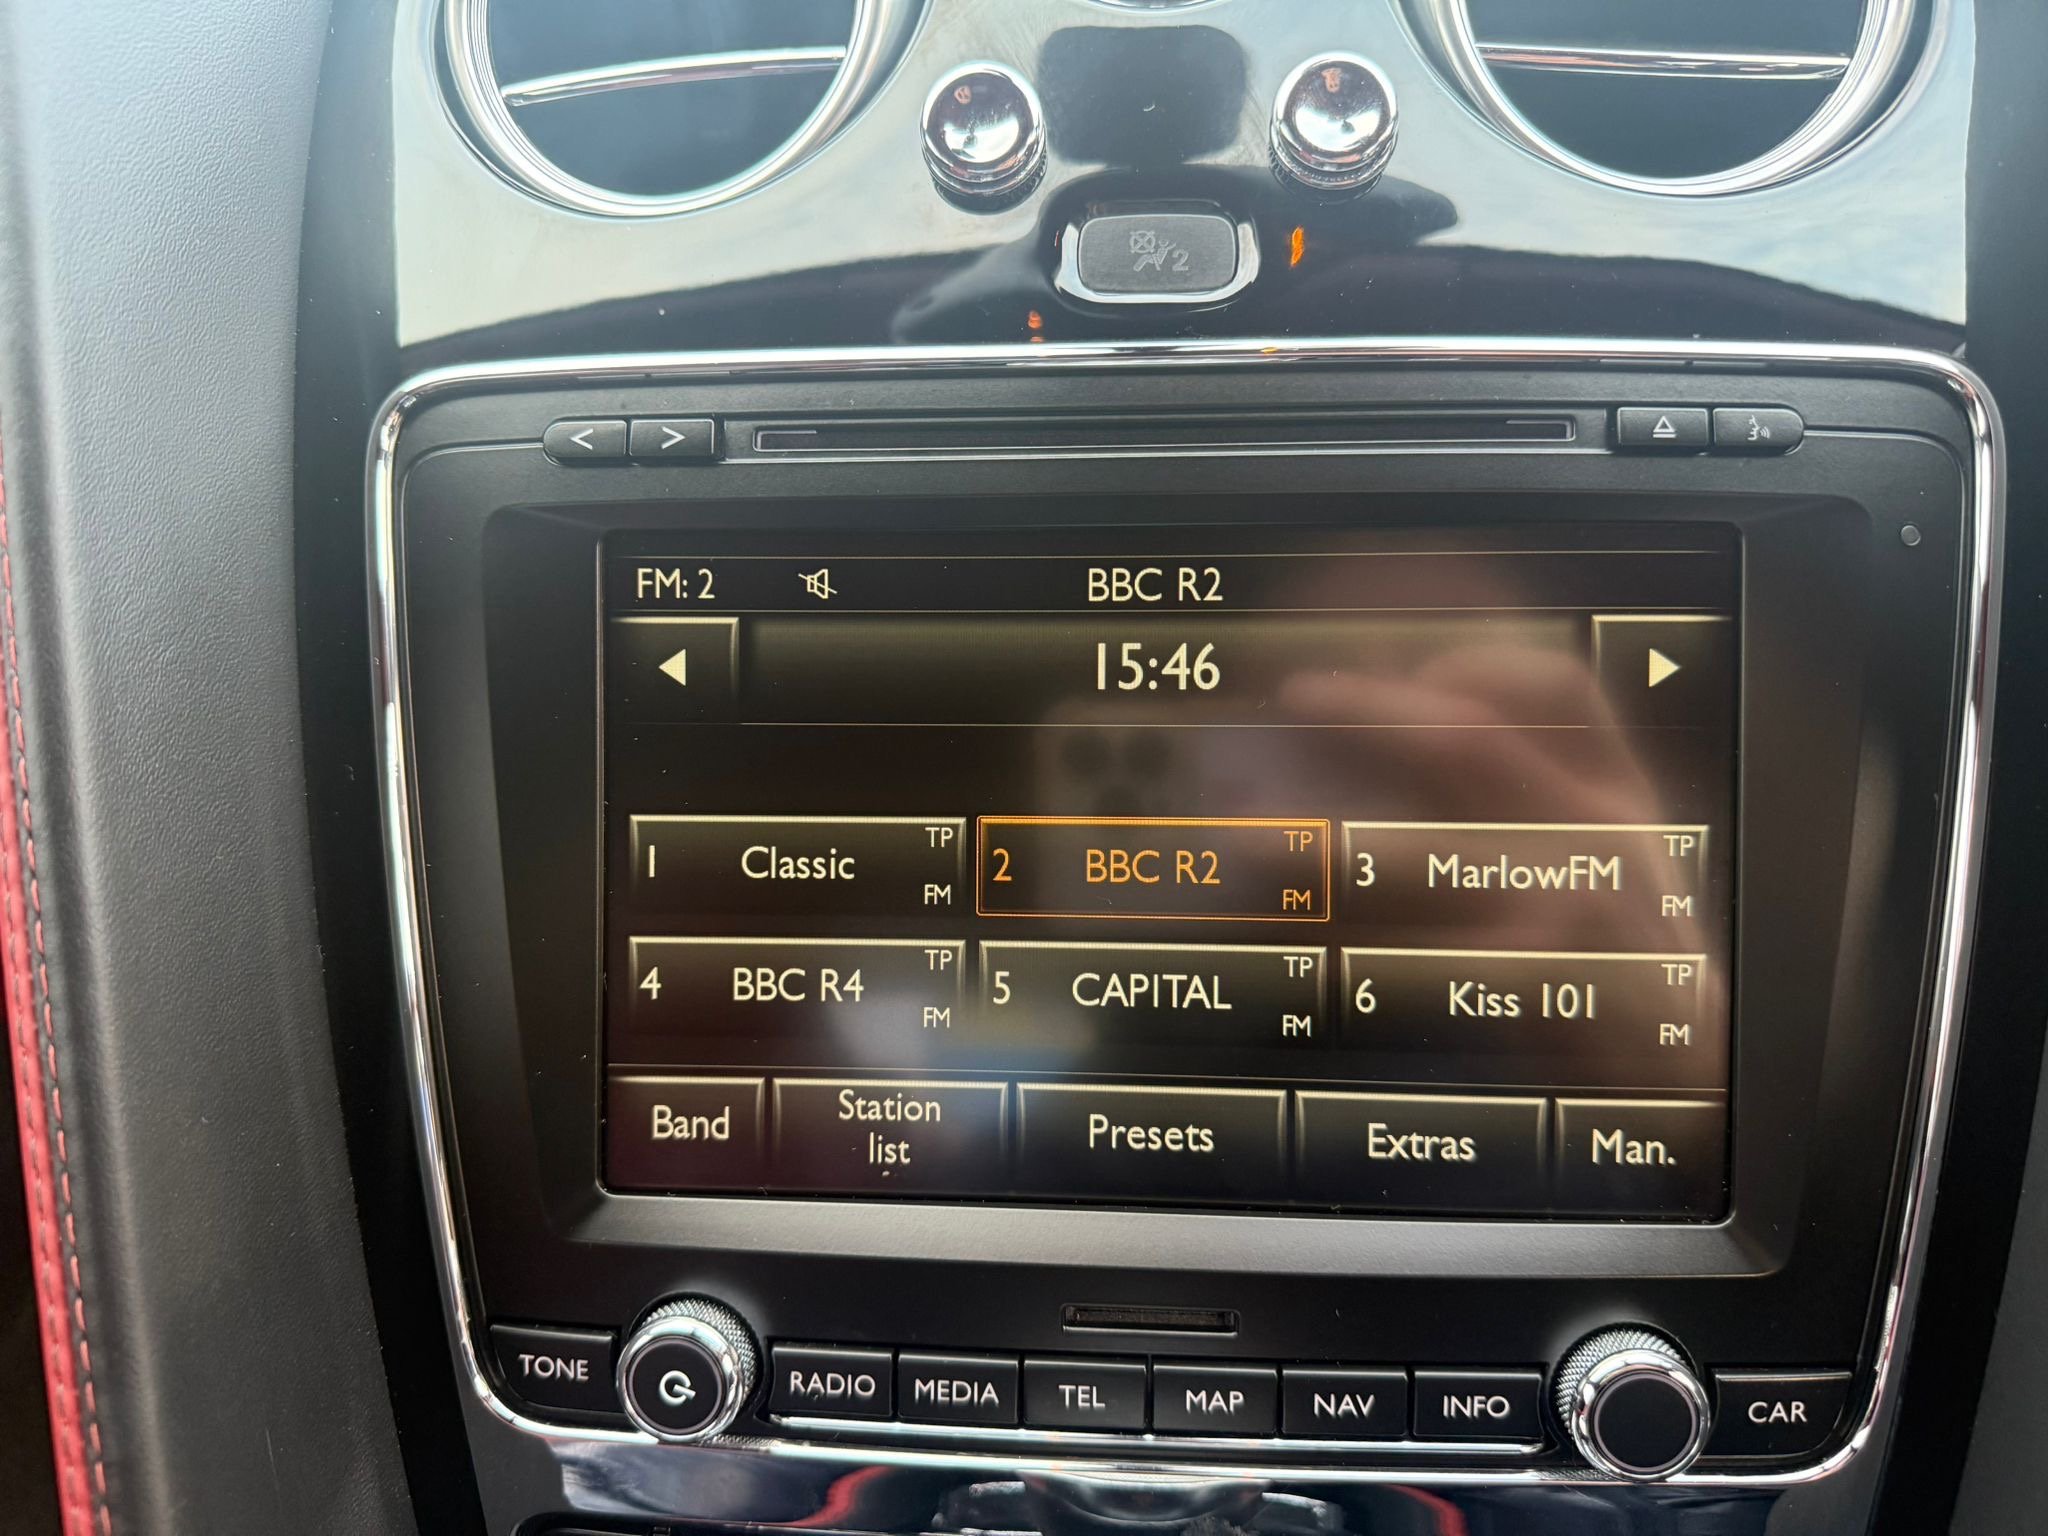 2
< >
FM: 2 BBC R2
15:46
1 Classic TP FM
2 BBC R2 TP FM
3 MarlowFM TP FM
4 BBC R4 TP FM
5 CAPITAL TP FM
6 Kiss 101 TP FM
Band
Station
list
Presets
Extras
Man.
TONE RADIO MEDIA TEL MAP NAV INFO CAR